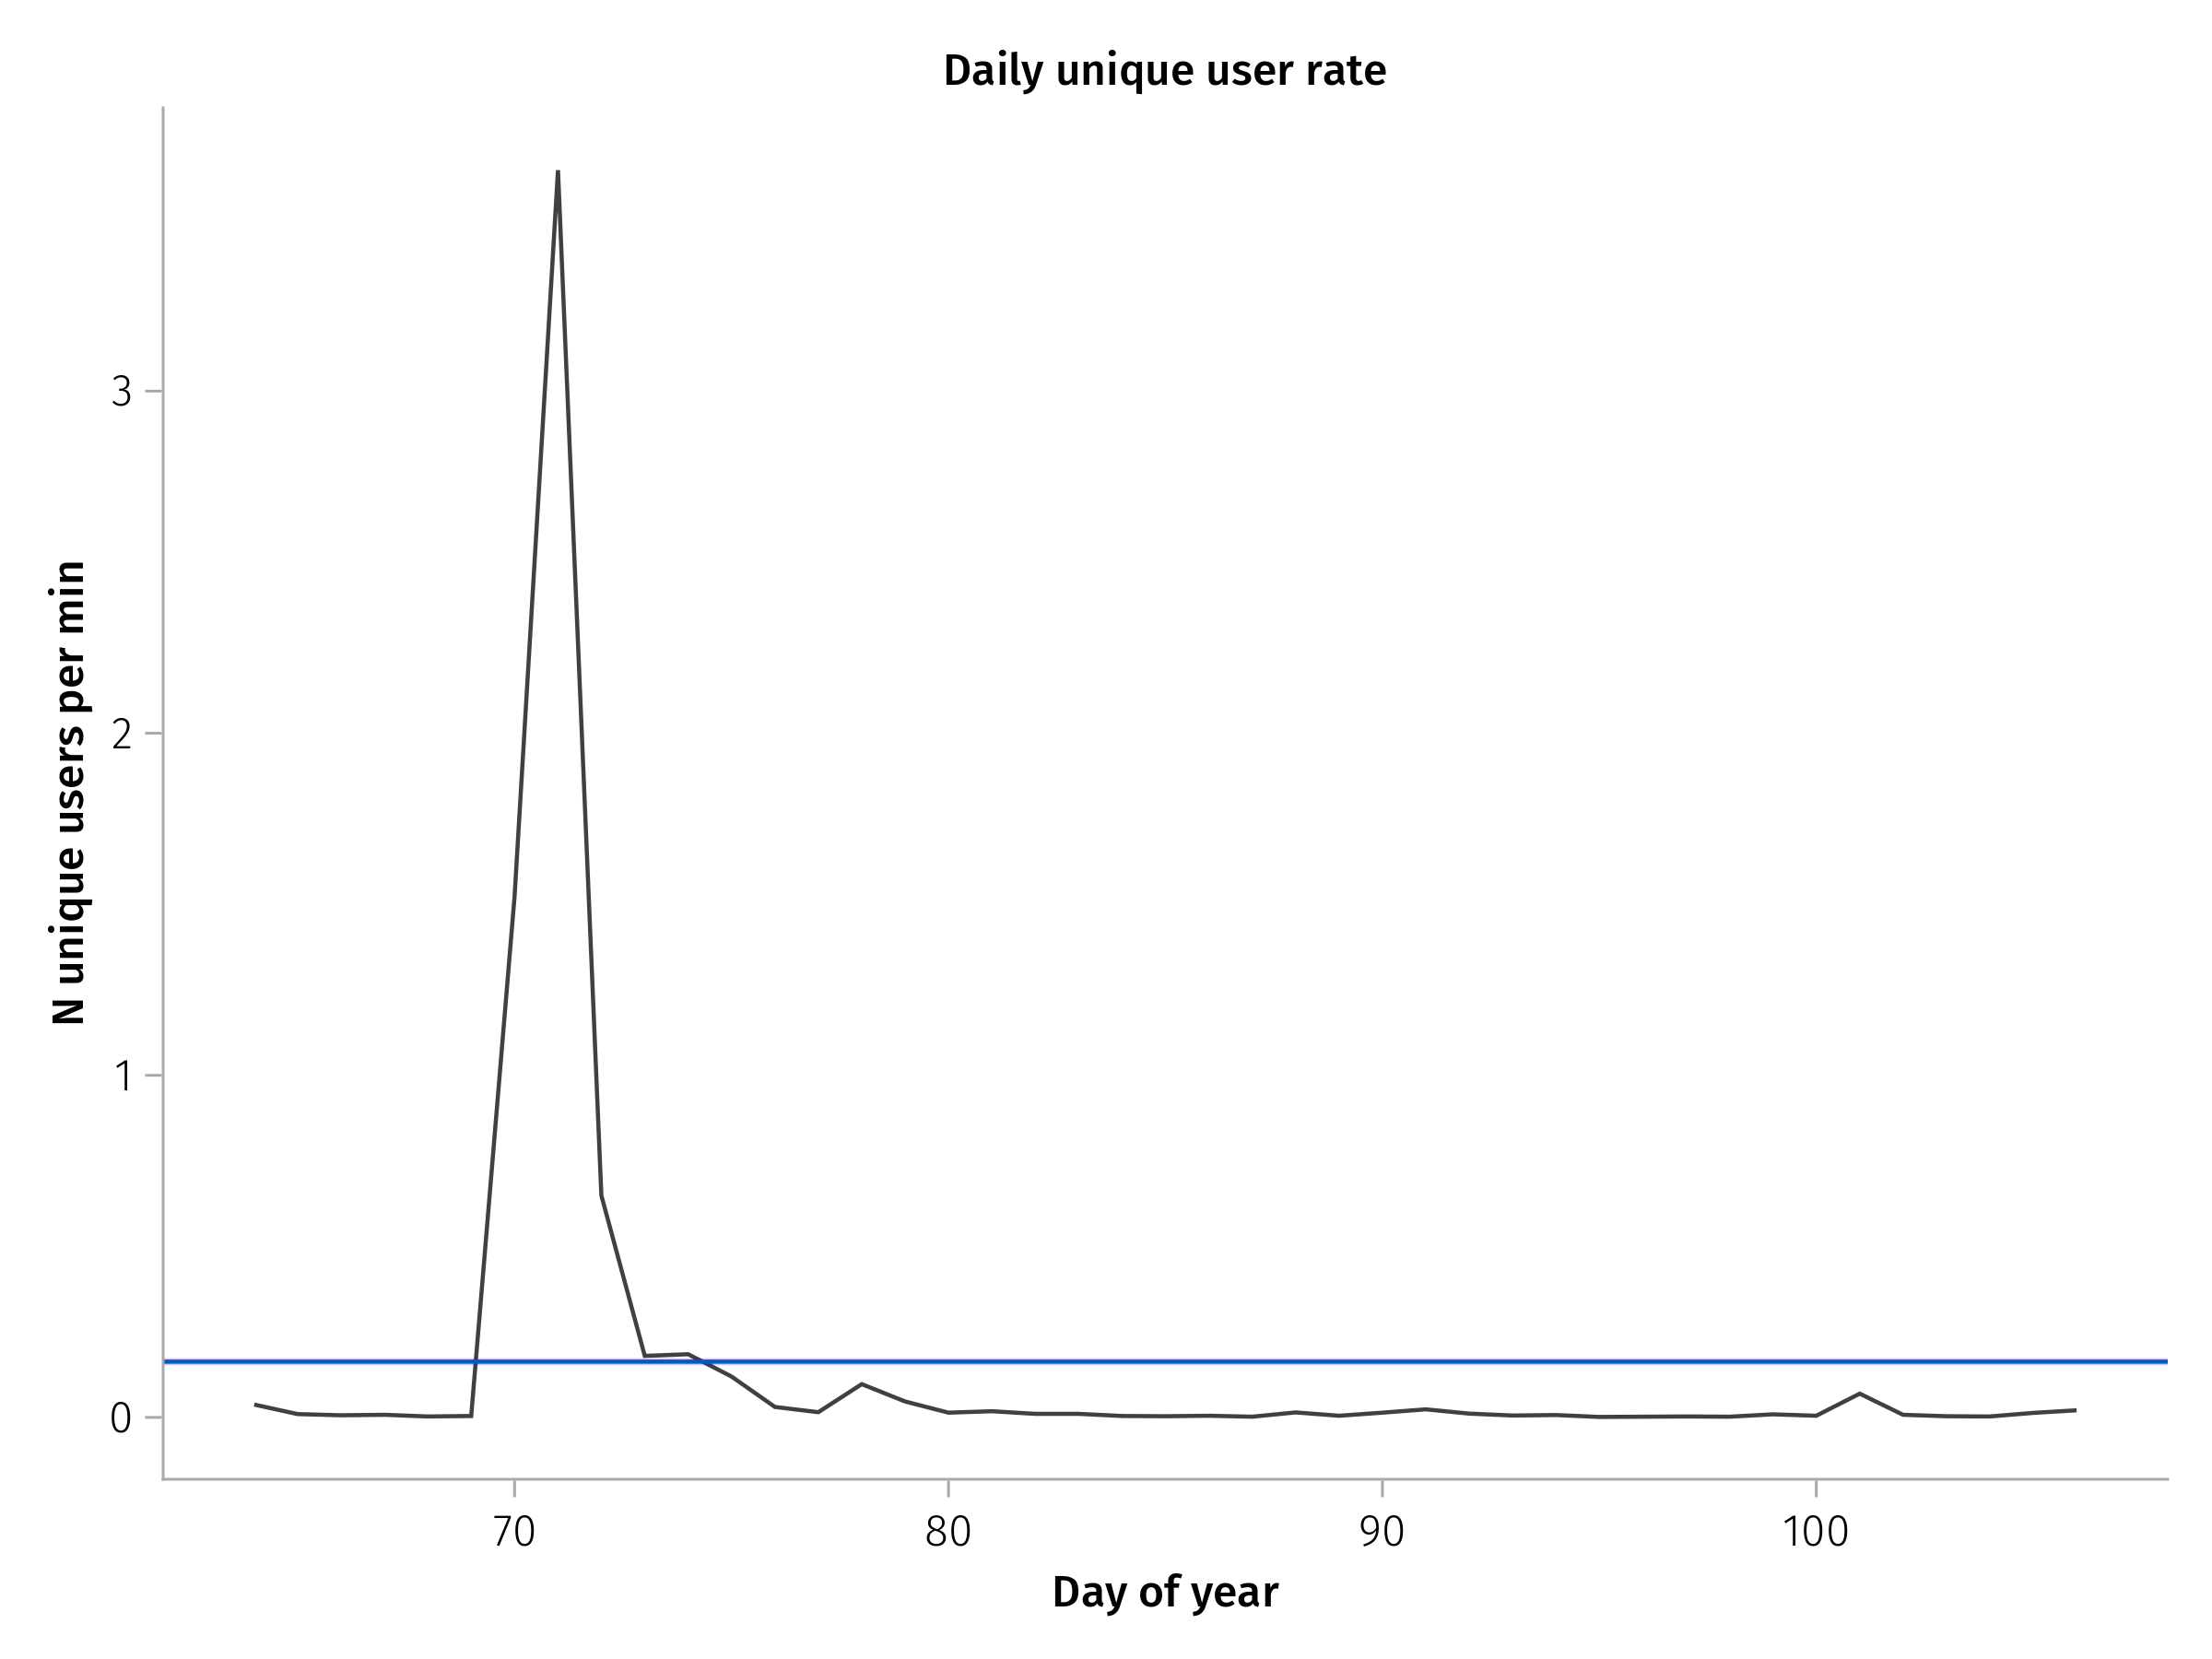 Daily unique user rate
N unique users per min
3
2
1
0
70 80 90 100
Day of year